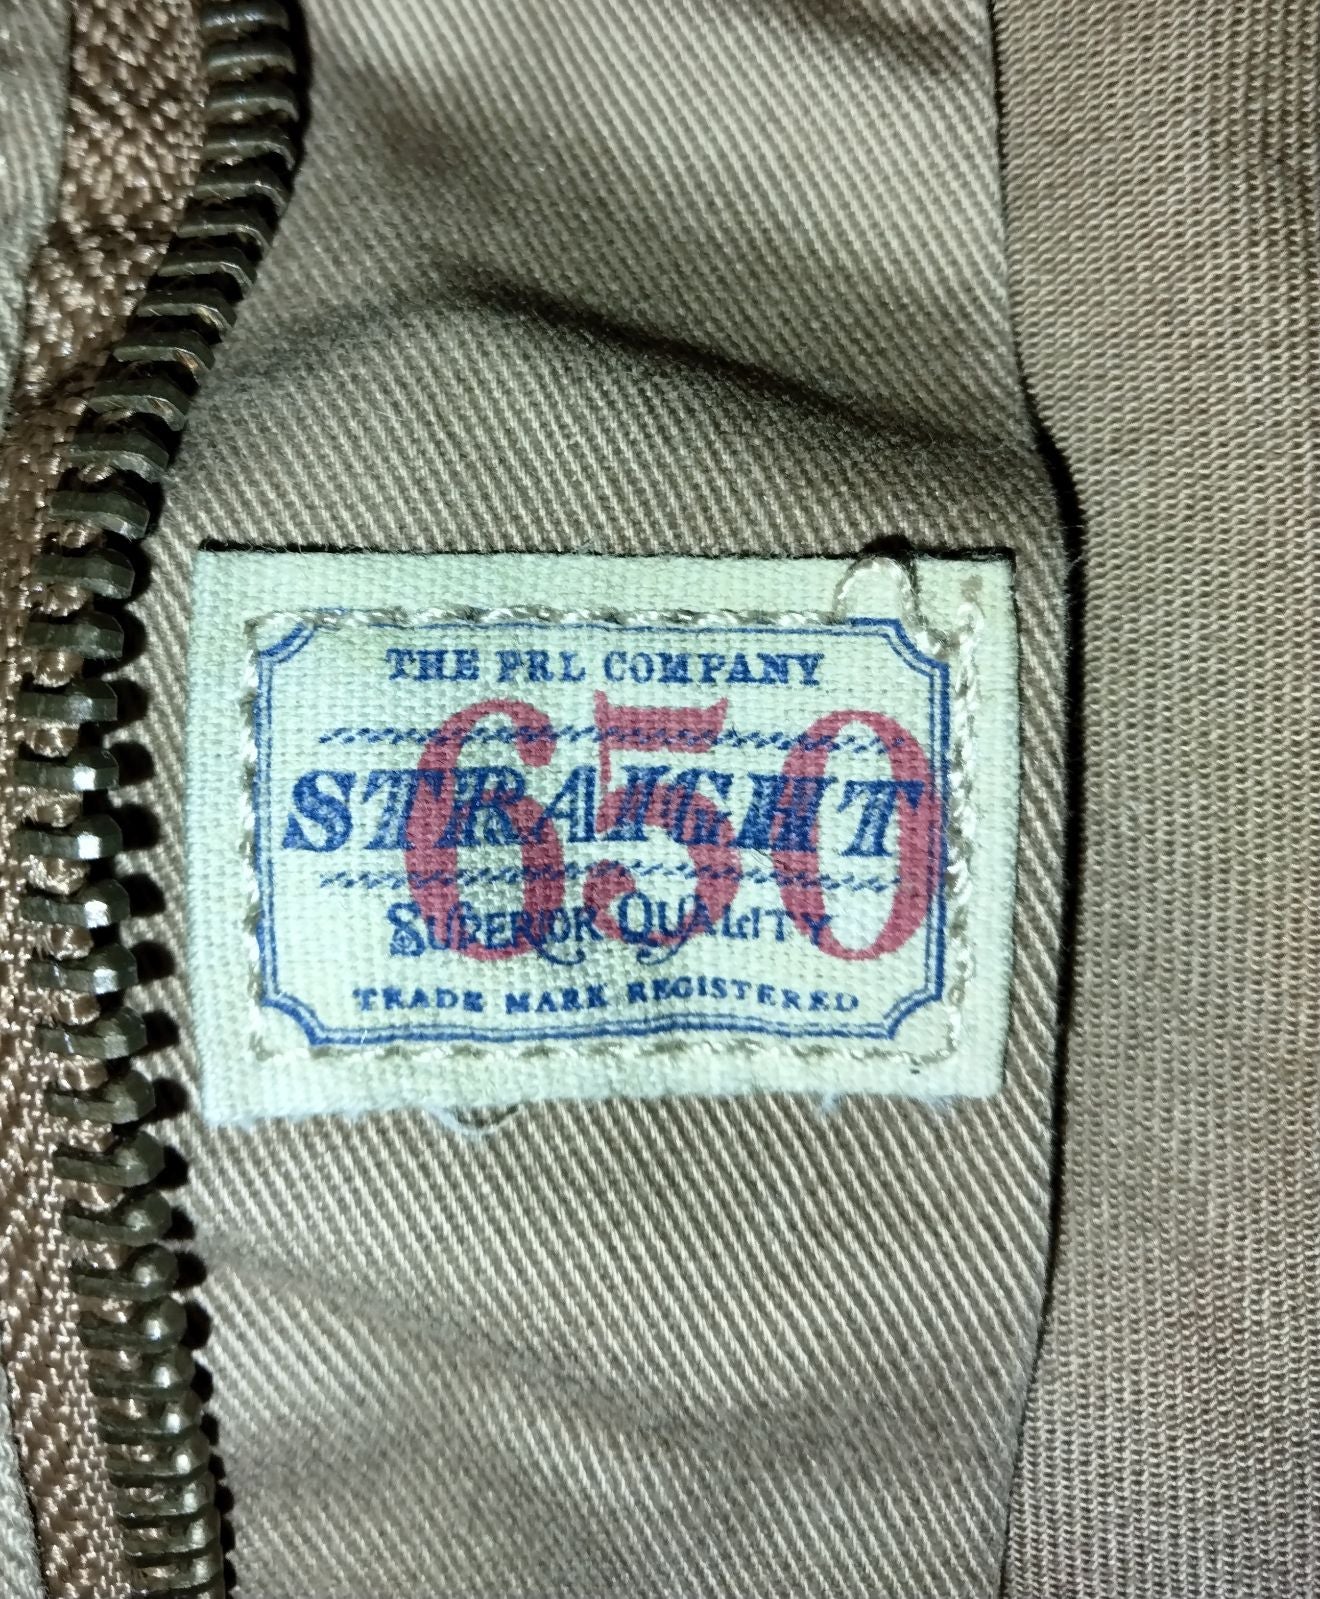 THE PRL COMPANY
650
STRAIGHT
SUPERIOR QUALITY
TRADE MARK REGISTERED